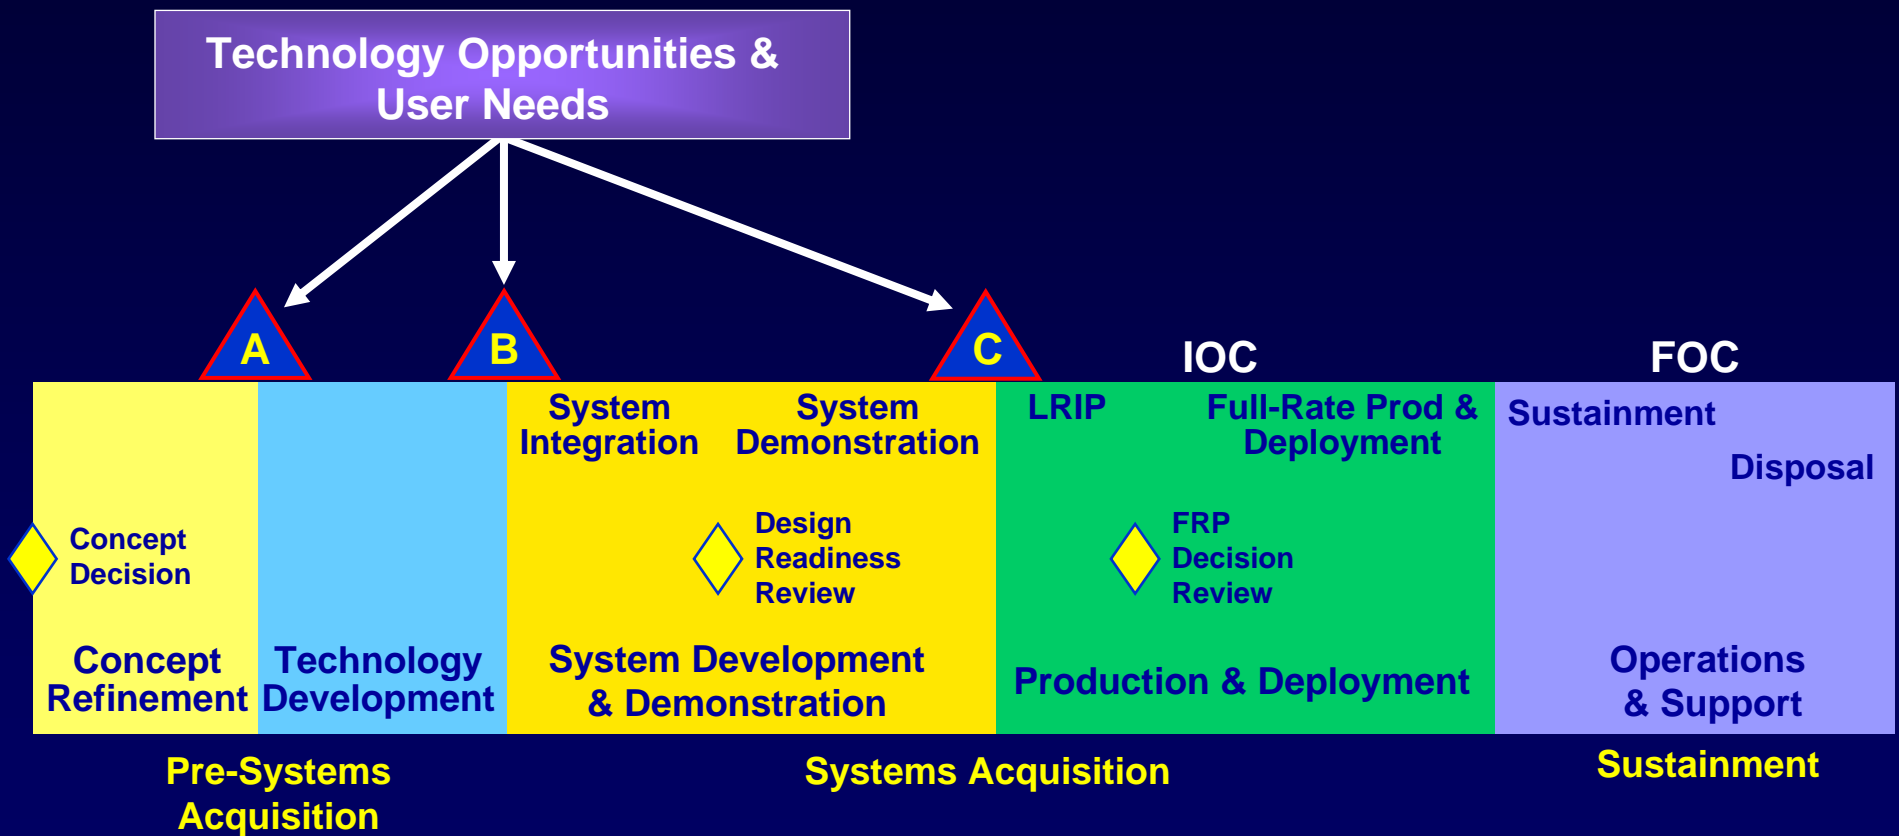 Technology Opportunities &
User Needs
A
B
C
IOC
FOC
System
Integration
System
Demonstration
LRIP
Full-Rate Prod &
Deployment
Sustainment
Disposal
Concept
Decision
Design
Readiness
Review
FRP
Decision
Review
Concept
Refinement
Technology
Development
System Development
& Demonstration
Production & Deployment
Operations
& Support
Pre-Systems
Acquisition
Systems Acquisition
Sustainment